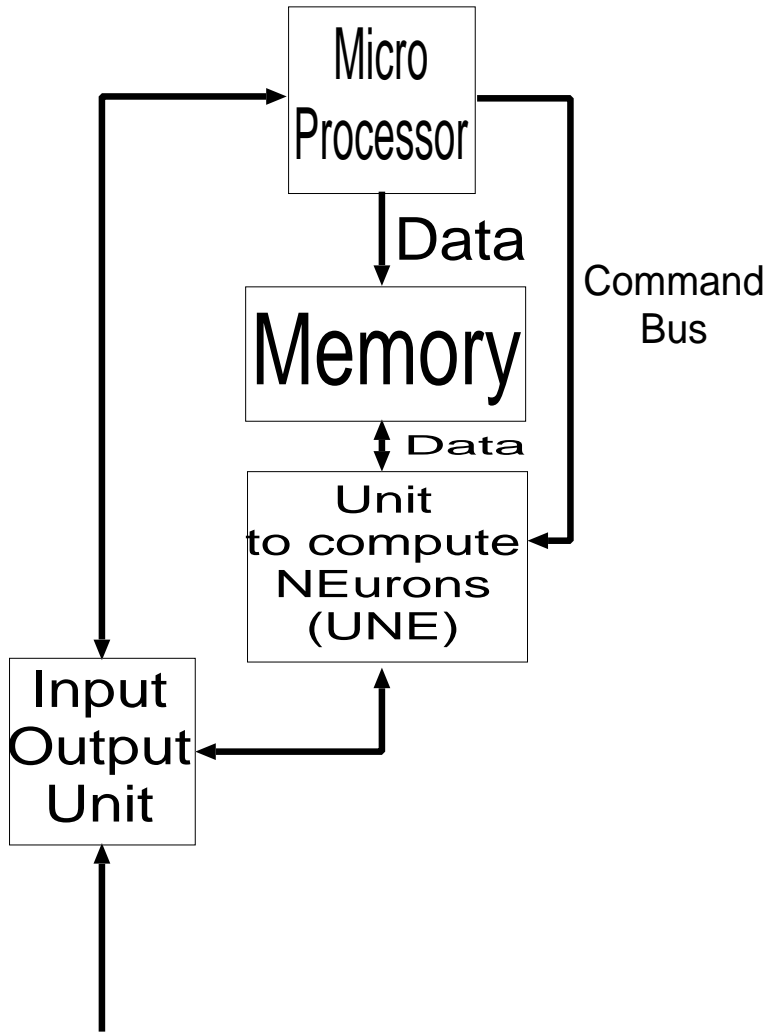 Micro
Processor
Data
Command
Bus
Memory
Data
Unit
to compute
NEurons
(UNE)
Input
Output
Unit